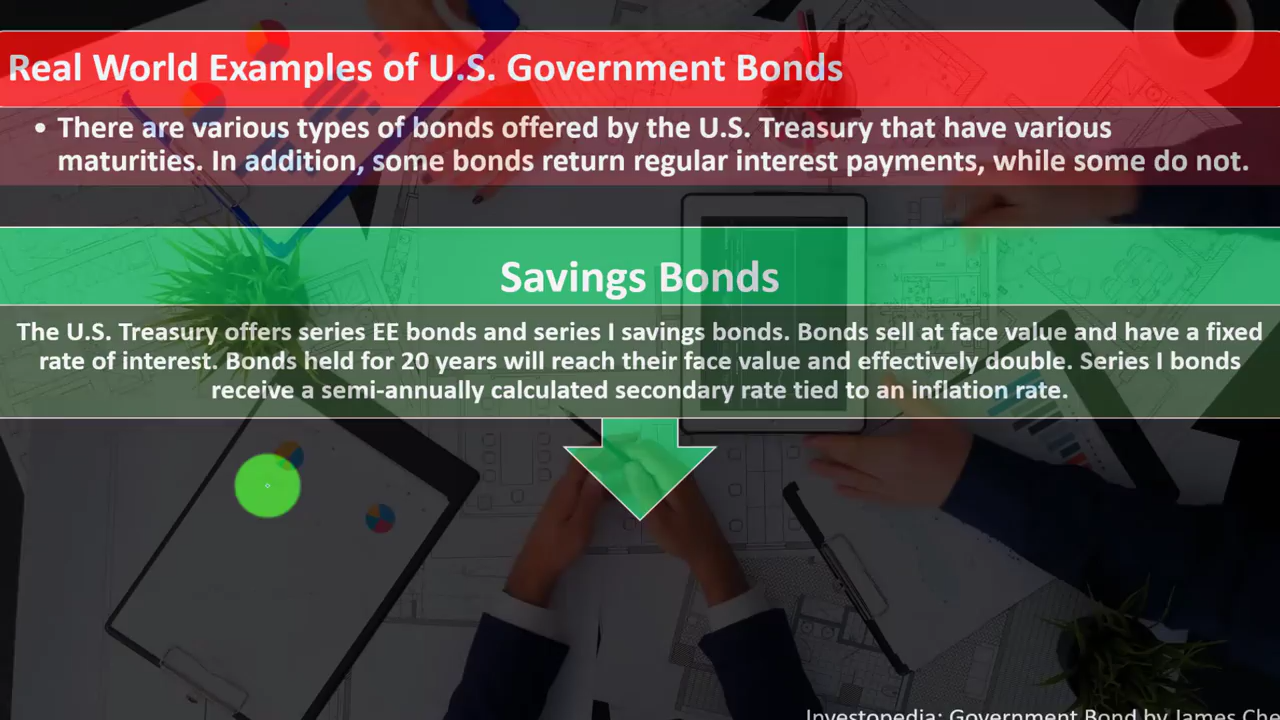 Real World Examples of U.S. Government Bonds
• There are various types of bonds offered by the U.S. Treasury that have various
maturities. In addition, some bonds return regular interest payments, while some do not.
Savings Bonds
The U.S. Treasury offers series EE bonds and series I savings bonds. Bonds sell at face value and have a fixed
rate of interest. Bonds held for 20 years will reach their face value and effectively double. Series I bonds
receive a semi-annually calculated secondary rate tied to an inflation rate.
Investopedia: Government Bond by James Che